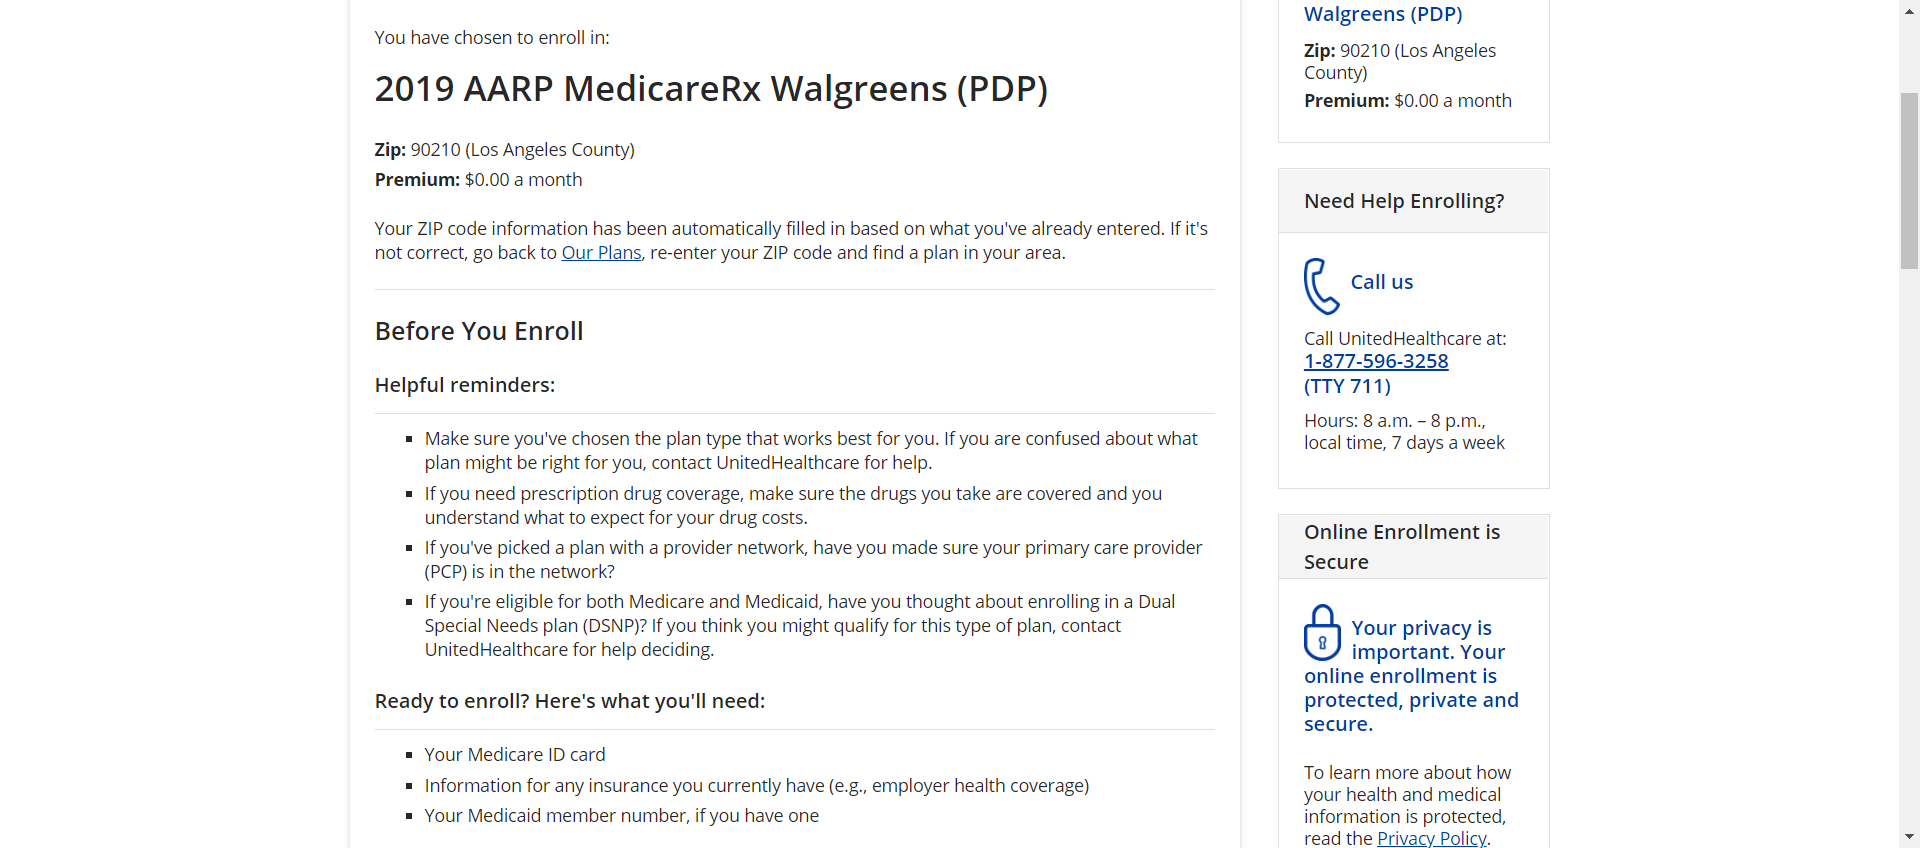 You have chosen to enroll in:
2019 AARP MedicareRx Walgreens (PDP)
Zip: 90210 (Los Angeles County)
Premium: $0.00 a month
Your ZIP code information has been automatically filled in based on what you've already entered. If it's
not correct, go back to Our Plans, re-enter your ZIP code and find a plan in your area.
Before You Enroll
Helpful reminders:
Make sure you've chosen the plan type that works best for you. If you are confused about what
plan might be right for you, contact UnitedHealthcare for help.
If you need prescription drug coverage, make sure the drugs you take are covered and you
understand what to expect for your drug costs.
If you've picked a plan with a provider network, have you made sure your primary care provider
(PCP) is in the network?
If you're eligible for both Medicare and Medicaid, have you thought about enrolling in a Dual
Special Needs plan (DSNP)? If you think you might qualify for this type of plan, contact
UnitedHealthcare for help deciding.
Ready to enroll? Here's what you'll need:
Your Medicare ID card
Information for any insurance you currently have (e.g., employer health coverage)
Your Medicaid member number, if you have one
Walgreens (PDP)
Zip: 90210 (Los Angeles
County)
Premium: $0.00 a month
Need Help Enrolling?
Call us
Call UnitedHealthcare at:
1-877-596-3258
(TTY 711)
Hours: 8 a.m. – 8 p.m.,
local time, 7 days a week
Online Enrollment is
Secure
Your privacy is
important. Your
online enrollment is
protected, private and
secure.
To learn more about how
your health and medical
information is protected,
read the Privacy Policy.